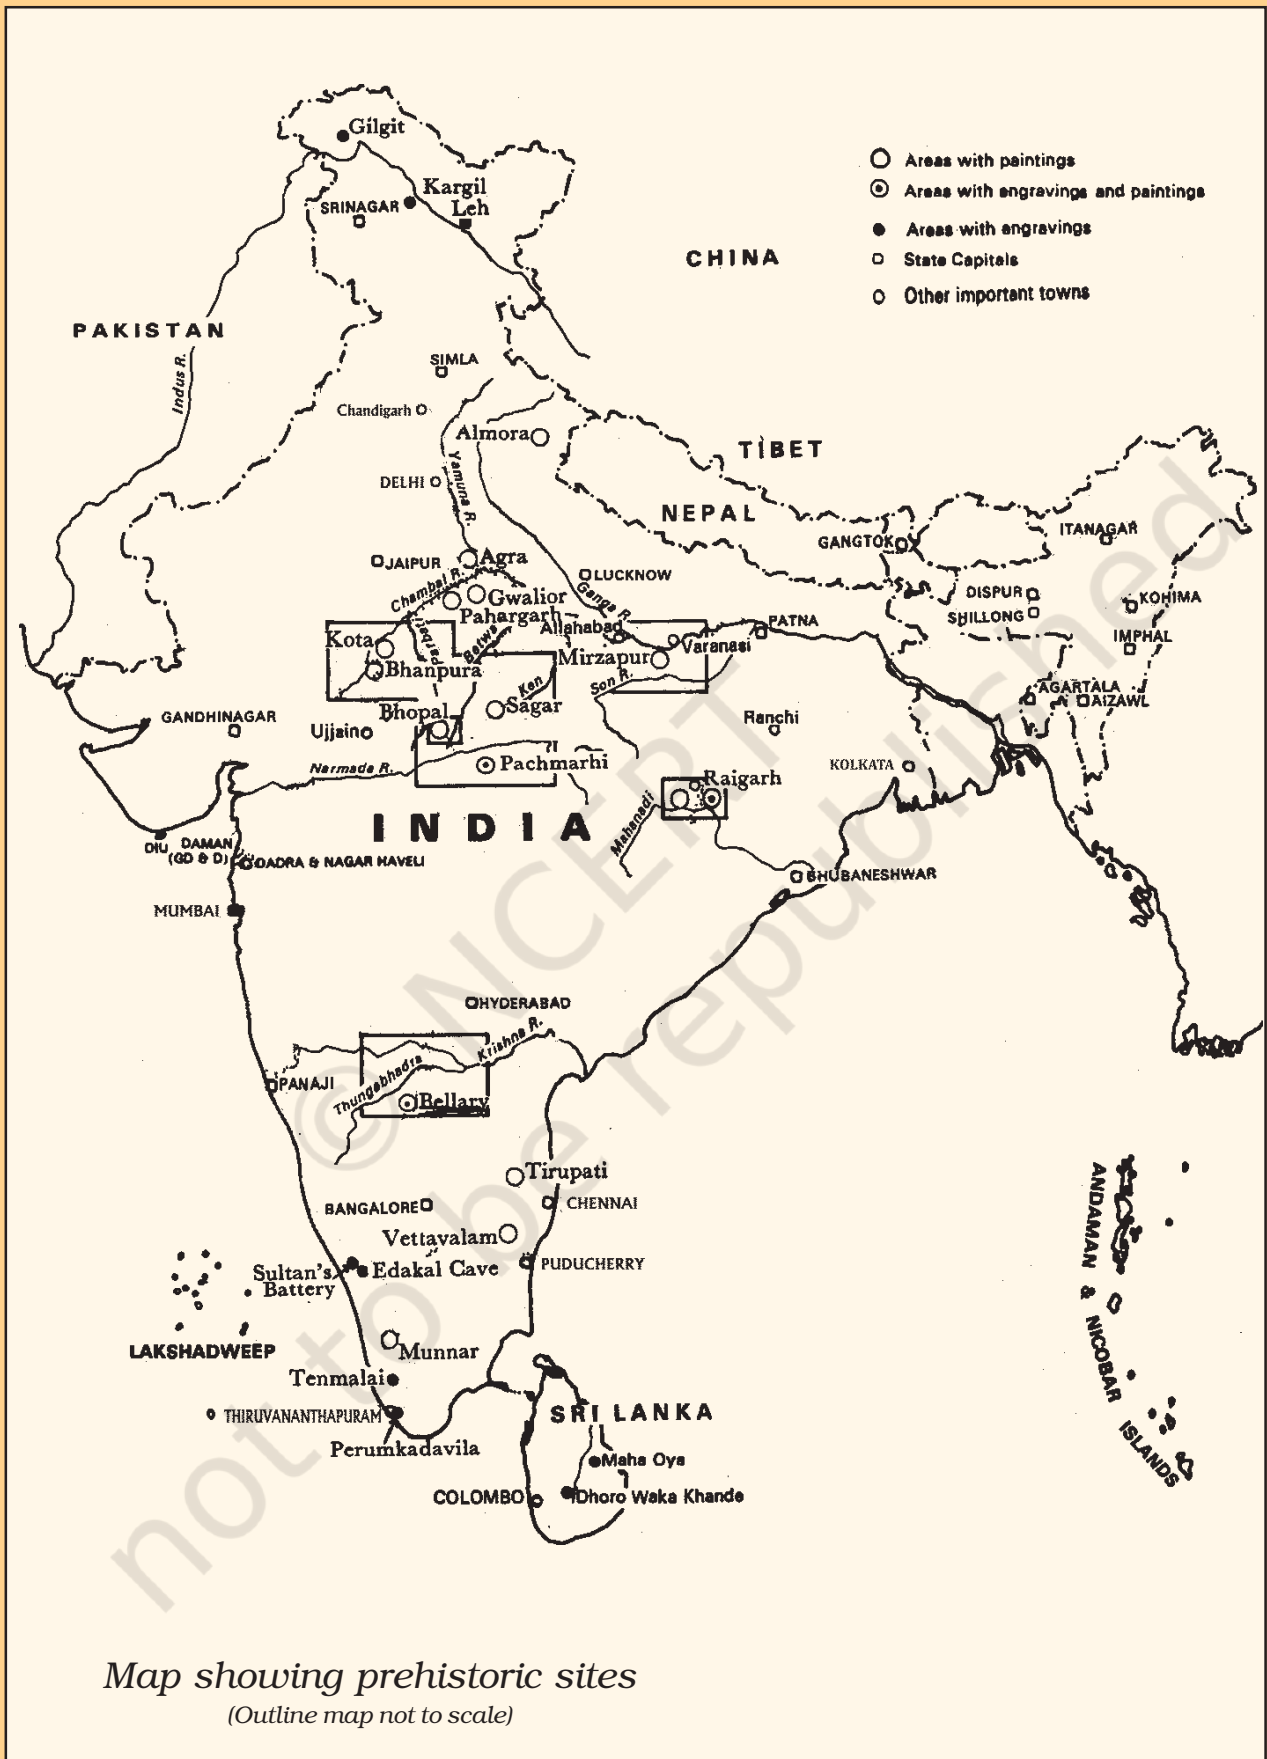 Gilgit
Kargil
Leh
SRINAGAR
Areas with paintings
Areas with engravings and paintings
Areas with engravings
State Capitals
Other important towns
CHINA
PAKISTAN
Indus R.
SIMLA
Chandigarh
Almora
TIBET
Yamuna R.
DELHI
NEPAL
GANGTOK
ITANAGAR
JAIPUR
Agra
Chambal R.
LUCKNOW
Ganga R.
DISPUR
KOHIMA
SHILLONG
Gwalior
Pahargarh
Allahabad
PATNA
IMPHAL
Kota
Parbati
Betwa
Varanasi
Mirzapur
Bhanpura
Son R.
Ken
AGARTALA
AIZAWL
Sagar
Bhopal
GANDHINAGAR
Ujjain
Ranchi
Narmada R.
Pachmarhi
KOLKATA
Raigarh
Mahanadi
INDIA
DIU
DAMAN
(GD & D)
DADRA & NAGAR HAVELI
BHUBANESHWAR
MUMBAI
HYDERABAD
Krishna R.
Thungabhadra
PANAJI
Bellary
Tirupati
BANGALORE
CHENNAI
Vettavalam
PUDUCHERRY
Sultan's
Battery
Edakal Cave
ANDAMAN & NICOBAR ISLANDS
LAKSHADWEEP
Munnar
Tenmalai
THIRUVANANTHAPURAM
SRI LANKA
Perumkadavila
Maha Oya
COLOMBO
Dhoro Waka Khande
© NCERT
not to be republished
Map showing prehistoric sites
(Outline map not to scale)